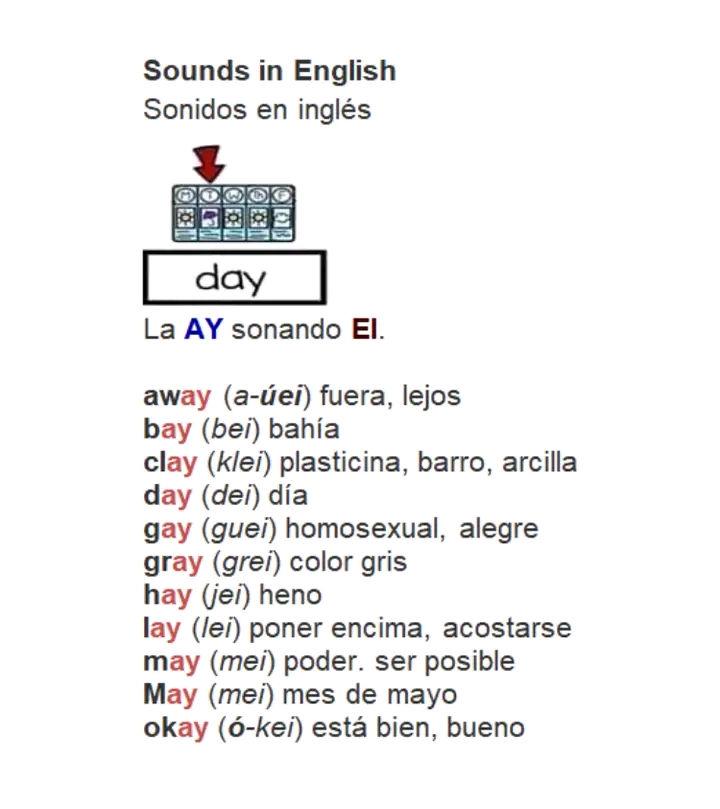 Sounds in English
Sonidos en inglés
M T W Th F
day
La AY sonando EI.
away (a-úei) fuera, lejos
bay (bei) bahía
clay (klei) plasticina, barro, arcilla
day (dei) día
gay (guei) homosexual, alegre
gray (grei) color gris
hay (jei) heno
lay (lei) poner encima, acostarse
may (mei) poder. ser posible
May (mei) mes de mayo
okay (ó-kei) está bien, bueno